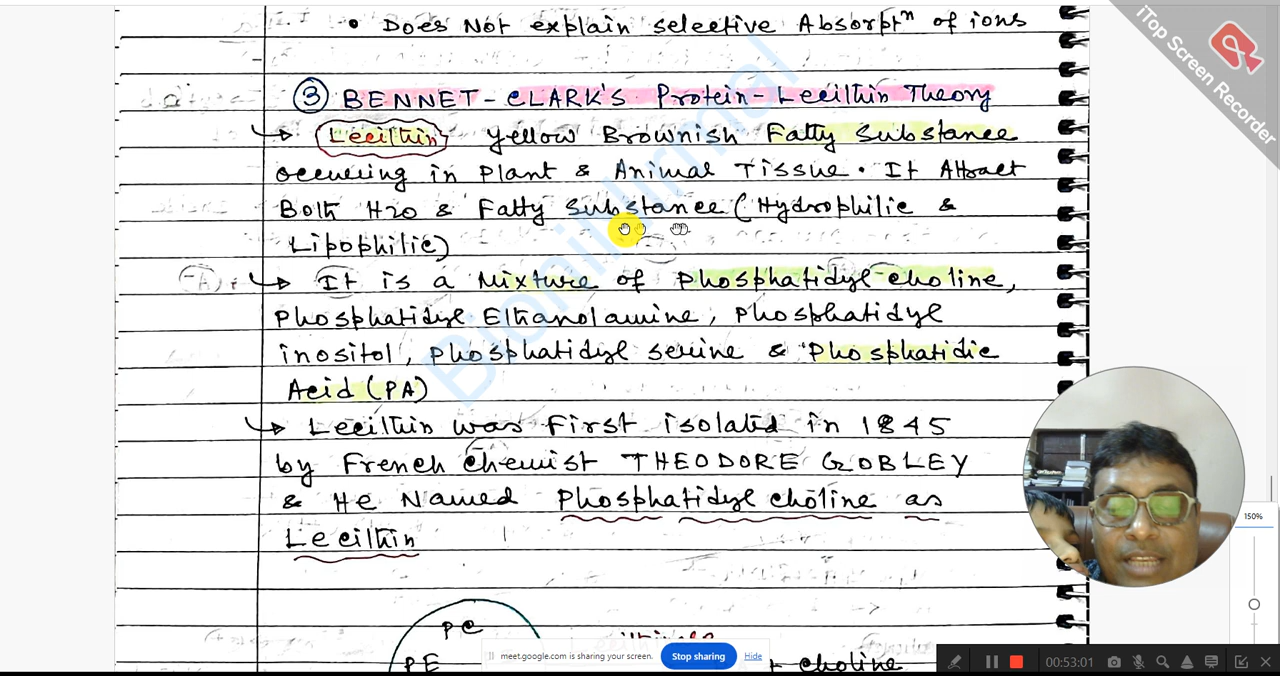 • Does Not explain selective Absorptⁿ of ions
③ BENNET-CLARK'S Protein-Lecithin Theory
↳ Lecithin Yellow Brownish Fatty Substance
occurring in Plant & Animal Tissue. It Attract
Both H2O & Fatty Substance (Hydrophilic &
Lipophilic)
↳ It is a Mixture of Phosphatidyl choline,
Phosphatidyl Ethanolamine, Phosphatidyl
inositol, Phosphatidyl serine & Phosphatidic
Acid (PA)
↳ Lecithin was First isolated in 1845
by French Chemist THEODORE GOBLEY
& He Named Phosphatidyl choline as
Lecithin
PC
PE
choline
iTop Screen Recorder
150%
meet.google.com is sharing your screen.
Stop sharing
Hide
00:53:01